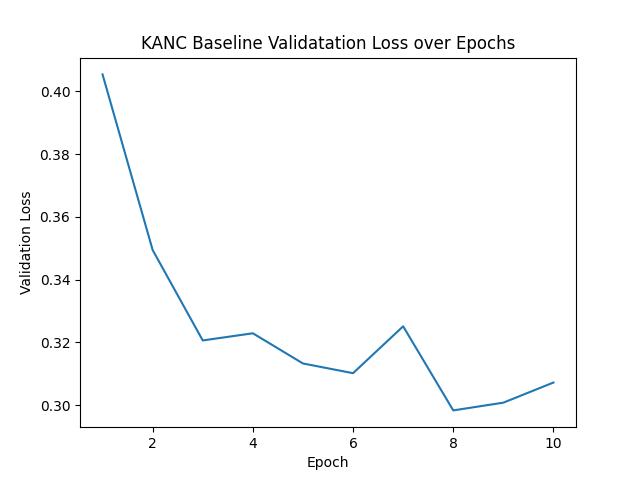 KANC Baseline Validatation Loss over Epochs
0.40
0.38
0.36
0.34
0.32
0.30
Validation Loss
2 4 6 8 10
Epoch